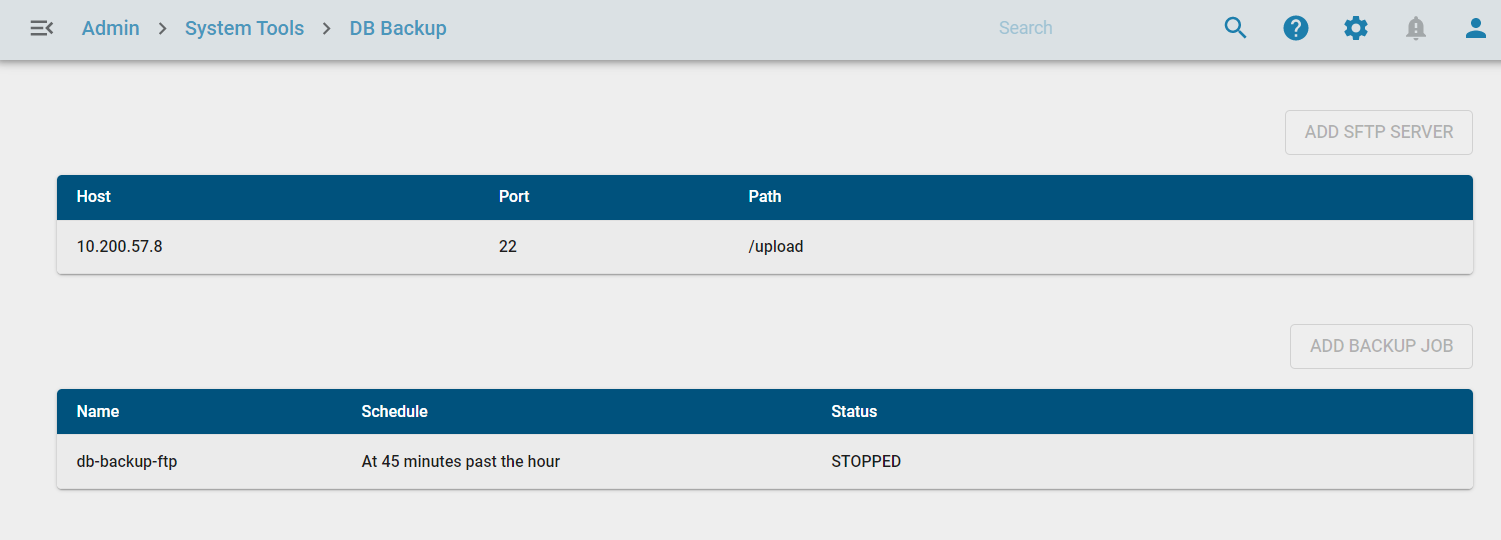 Admin > System Tools > DB Backup Search
ADD SFTP SERVER
Host Port Path
10.200.57.8 22 /upload
ADD BACKUP JOB
Name Schedule Status
db-backup-ftp At 45 minutes past the hour STOPPED